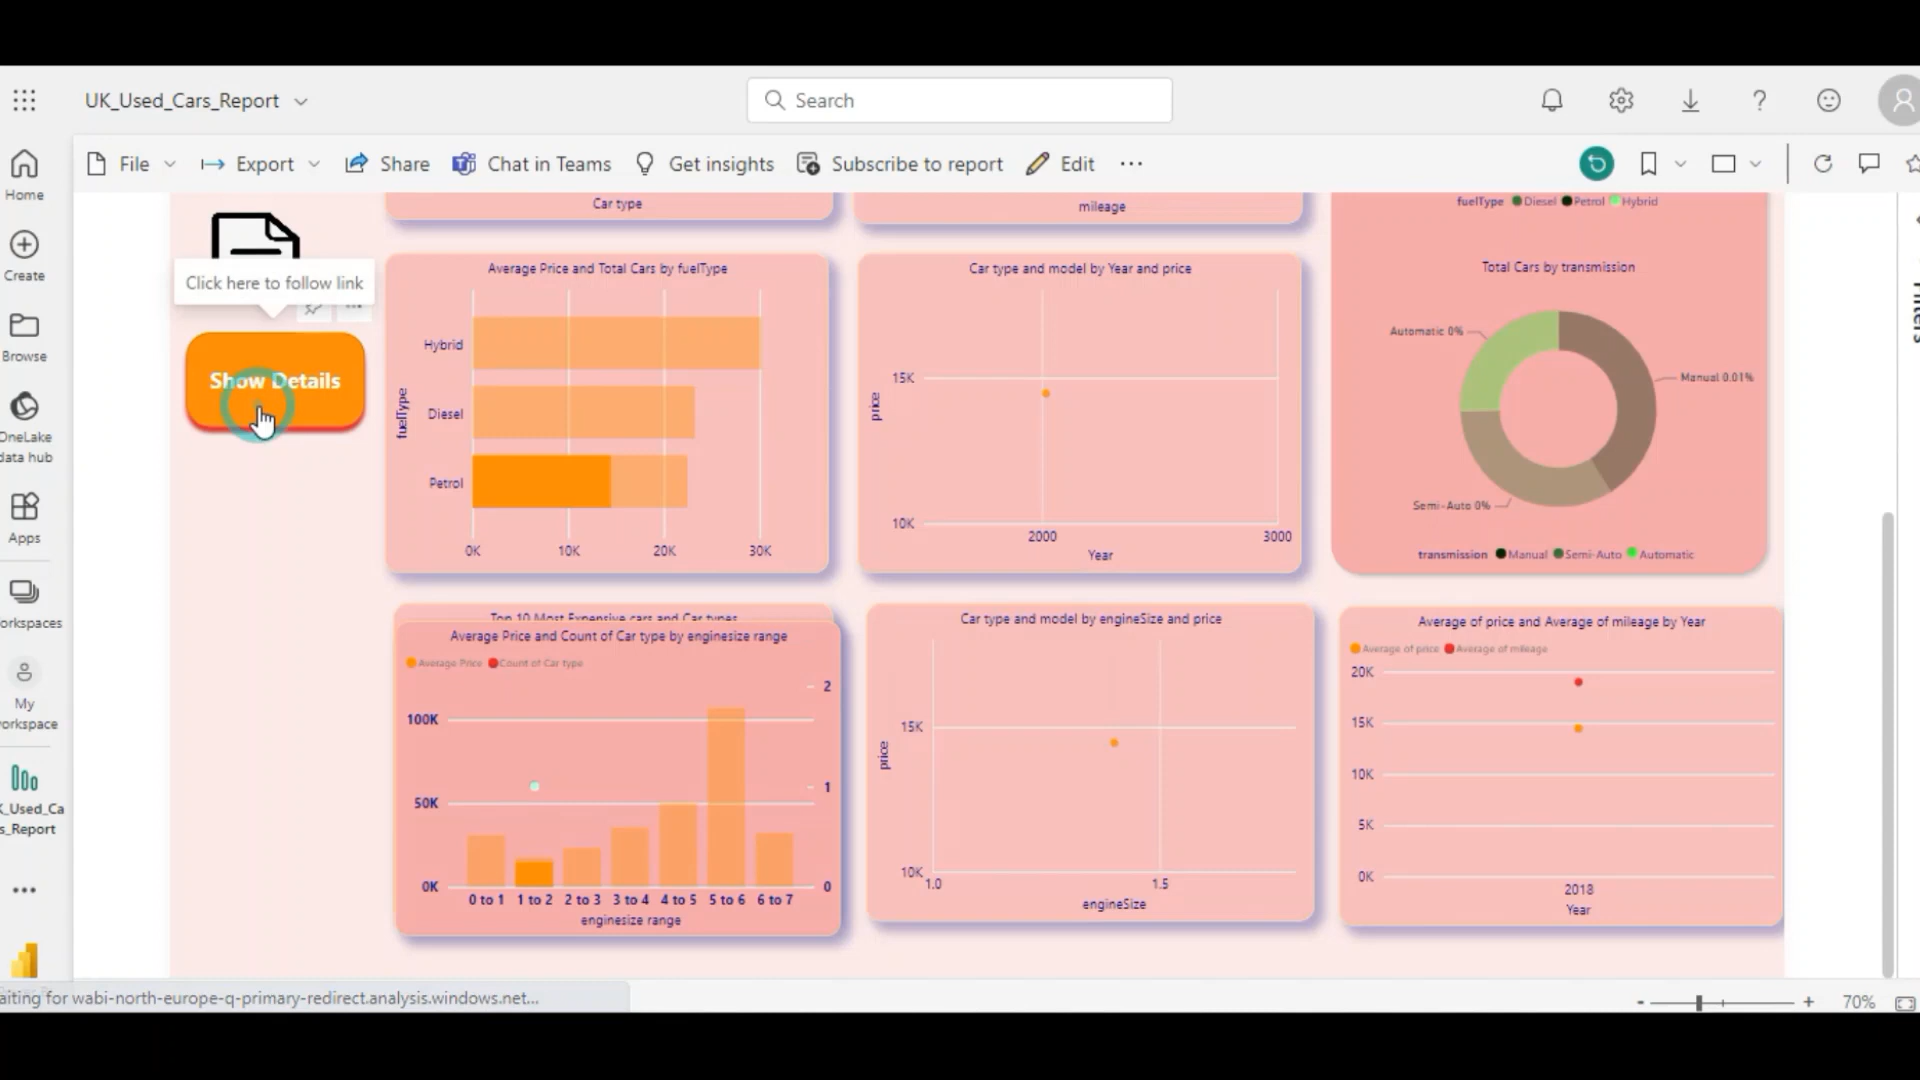 UK_Used_Cars_Report
Search
File
Export
Share
Chat in Teams
Get insights
Subscribe to report
Edit
Home
Create
Browse
OneLake
data hub
Apps
orkspaces
My
orkspace
_Used_Ca
s_Report
Click here to follow link
Show Details
Car type
mileage
fuelType Diesel Petrol Hybrid
Average Price and Total Cars by fuelType
fuelType
Hybrid
Diesel
Petrol
0K 10K 20K 30K
Car type and model by Year and price
price
15K
10K
2000 3000
Year
Total Cars by transmission
Automatic 0%
Manual 0.01%
Semi-Auto 0%
transmission Manual Semi-Auto Automatic
Top 10 Most Expensive cars and Car types
Average Price and Count of Car type by enginesize range
Average Price Count of Car type
2
100K
1
50K
0K 0
0 to 1 1 to 2 2 to 3 3 to 4 4 to 5 5 to 6 6 to 7
enginesize range
Car type and model by engineSize and price
price
15K
10K
1.0 1.5
engineSize
Average of price and Average of mileage by Year
Average of price Average of mileage
20K
15K
10K
5K
0K
2018
Year
aiting for wabi-north-europe-q-primary-redirect.analysis.windows.net...
- + 70%